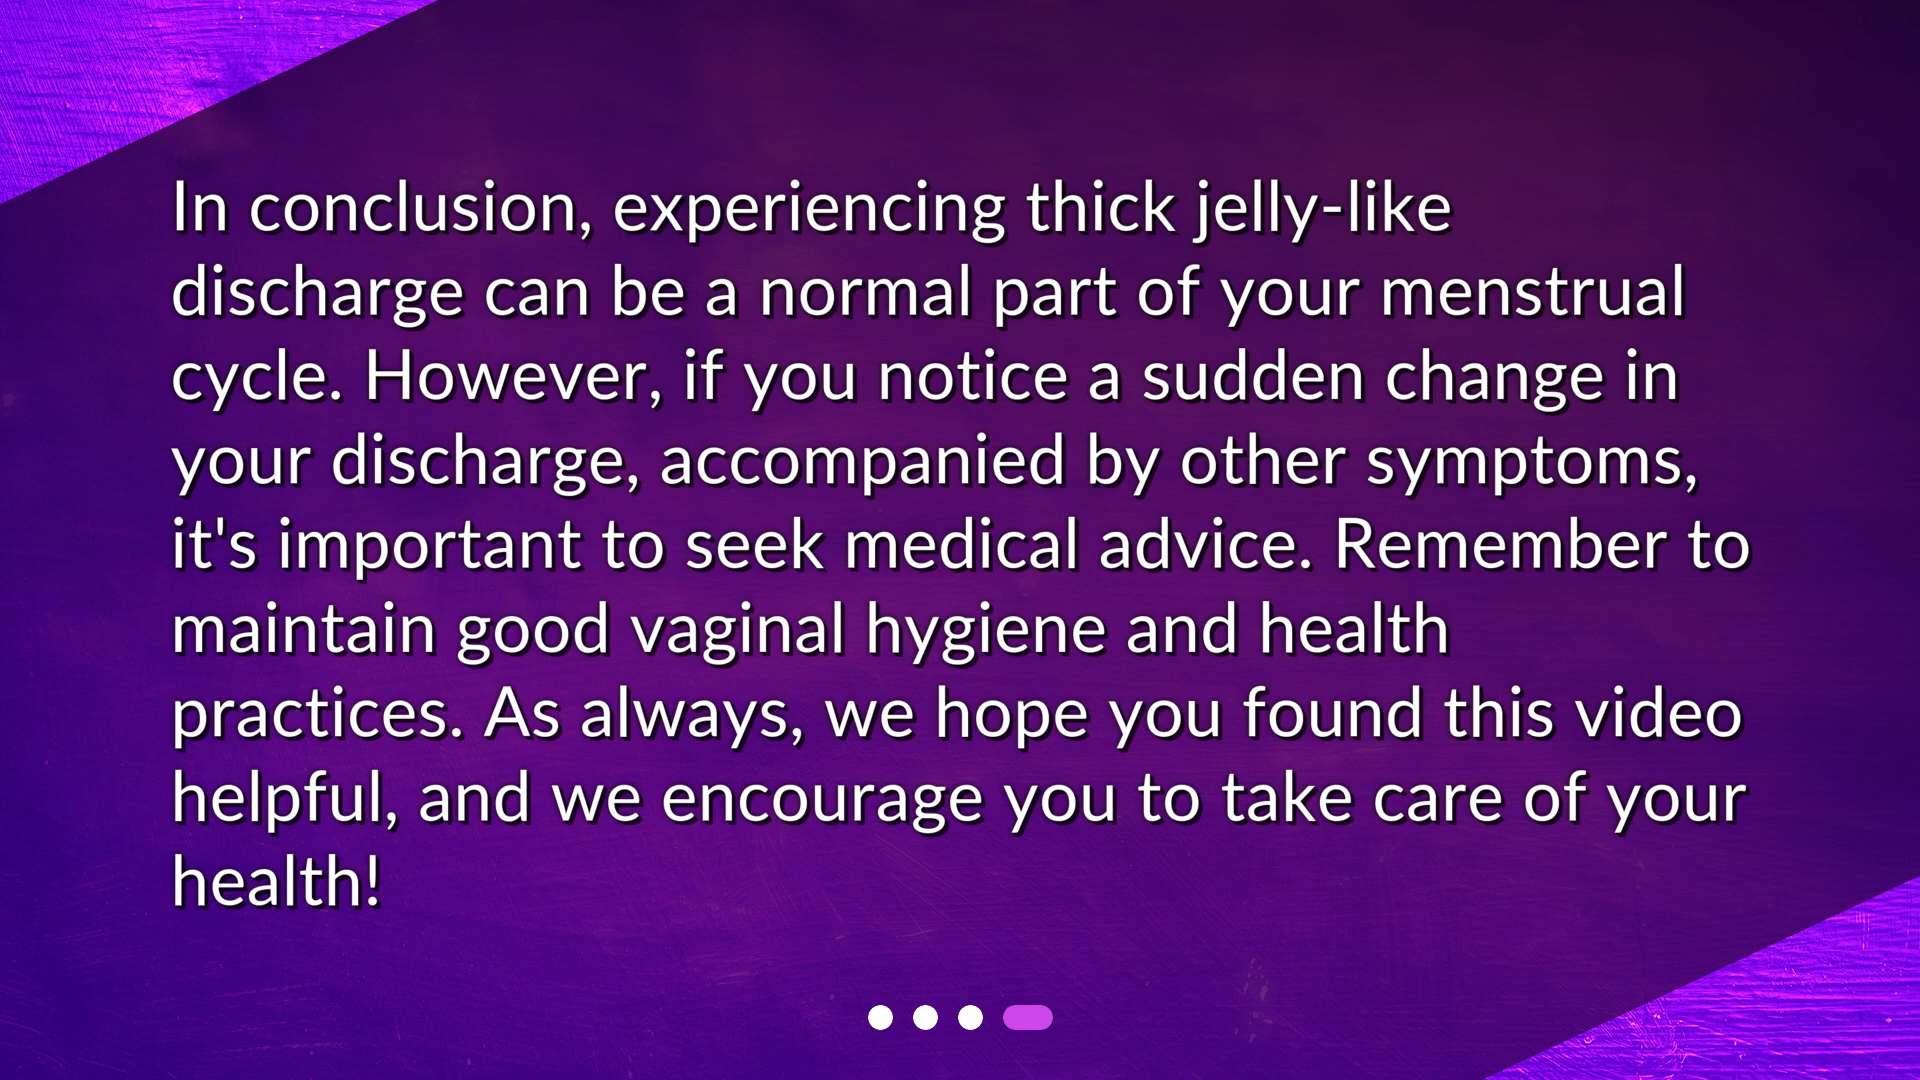 In conclusion, experiencing thick jelly-like
discharge can be a normal part of your menstrual
cycle. However, if you notice a sudden change in
your discharge, accompanied by other symptoms,
it's important to seek medical advice. Remember to
maintain good vaginal hygiene and health
practices. As always, we hope you found this video
helpful, and we encourage you to take care of your
health!